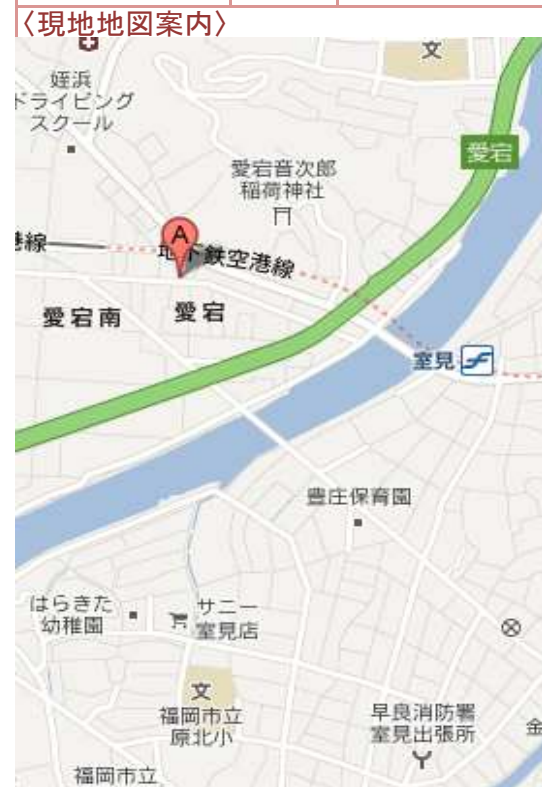 〈現地地図案内〉
文
姪浜
ドライビング
スクール
愛宕
愛宕音次郎
稲荷神社
A
港線
地下鉄空港線
愛宕南
愛宕
室見
豊庄保育園
はらきた
幼稚園
サニー
室見店
文
福岡市立
原北小
早良消防署
室見出張所
金
福岡市立